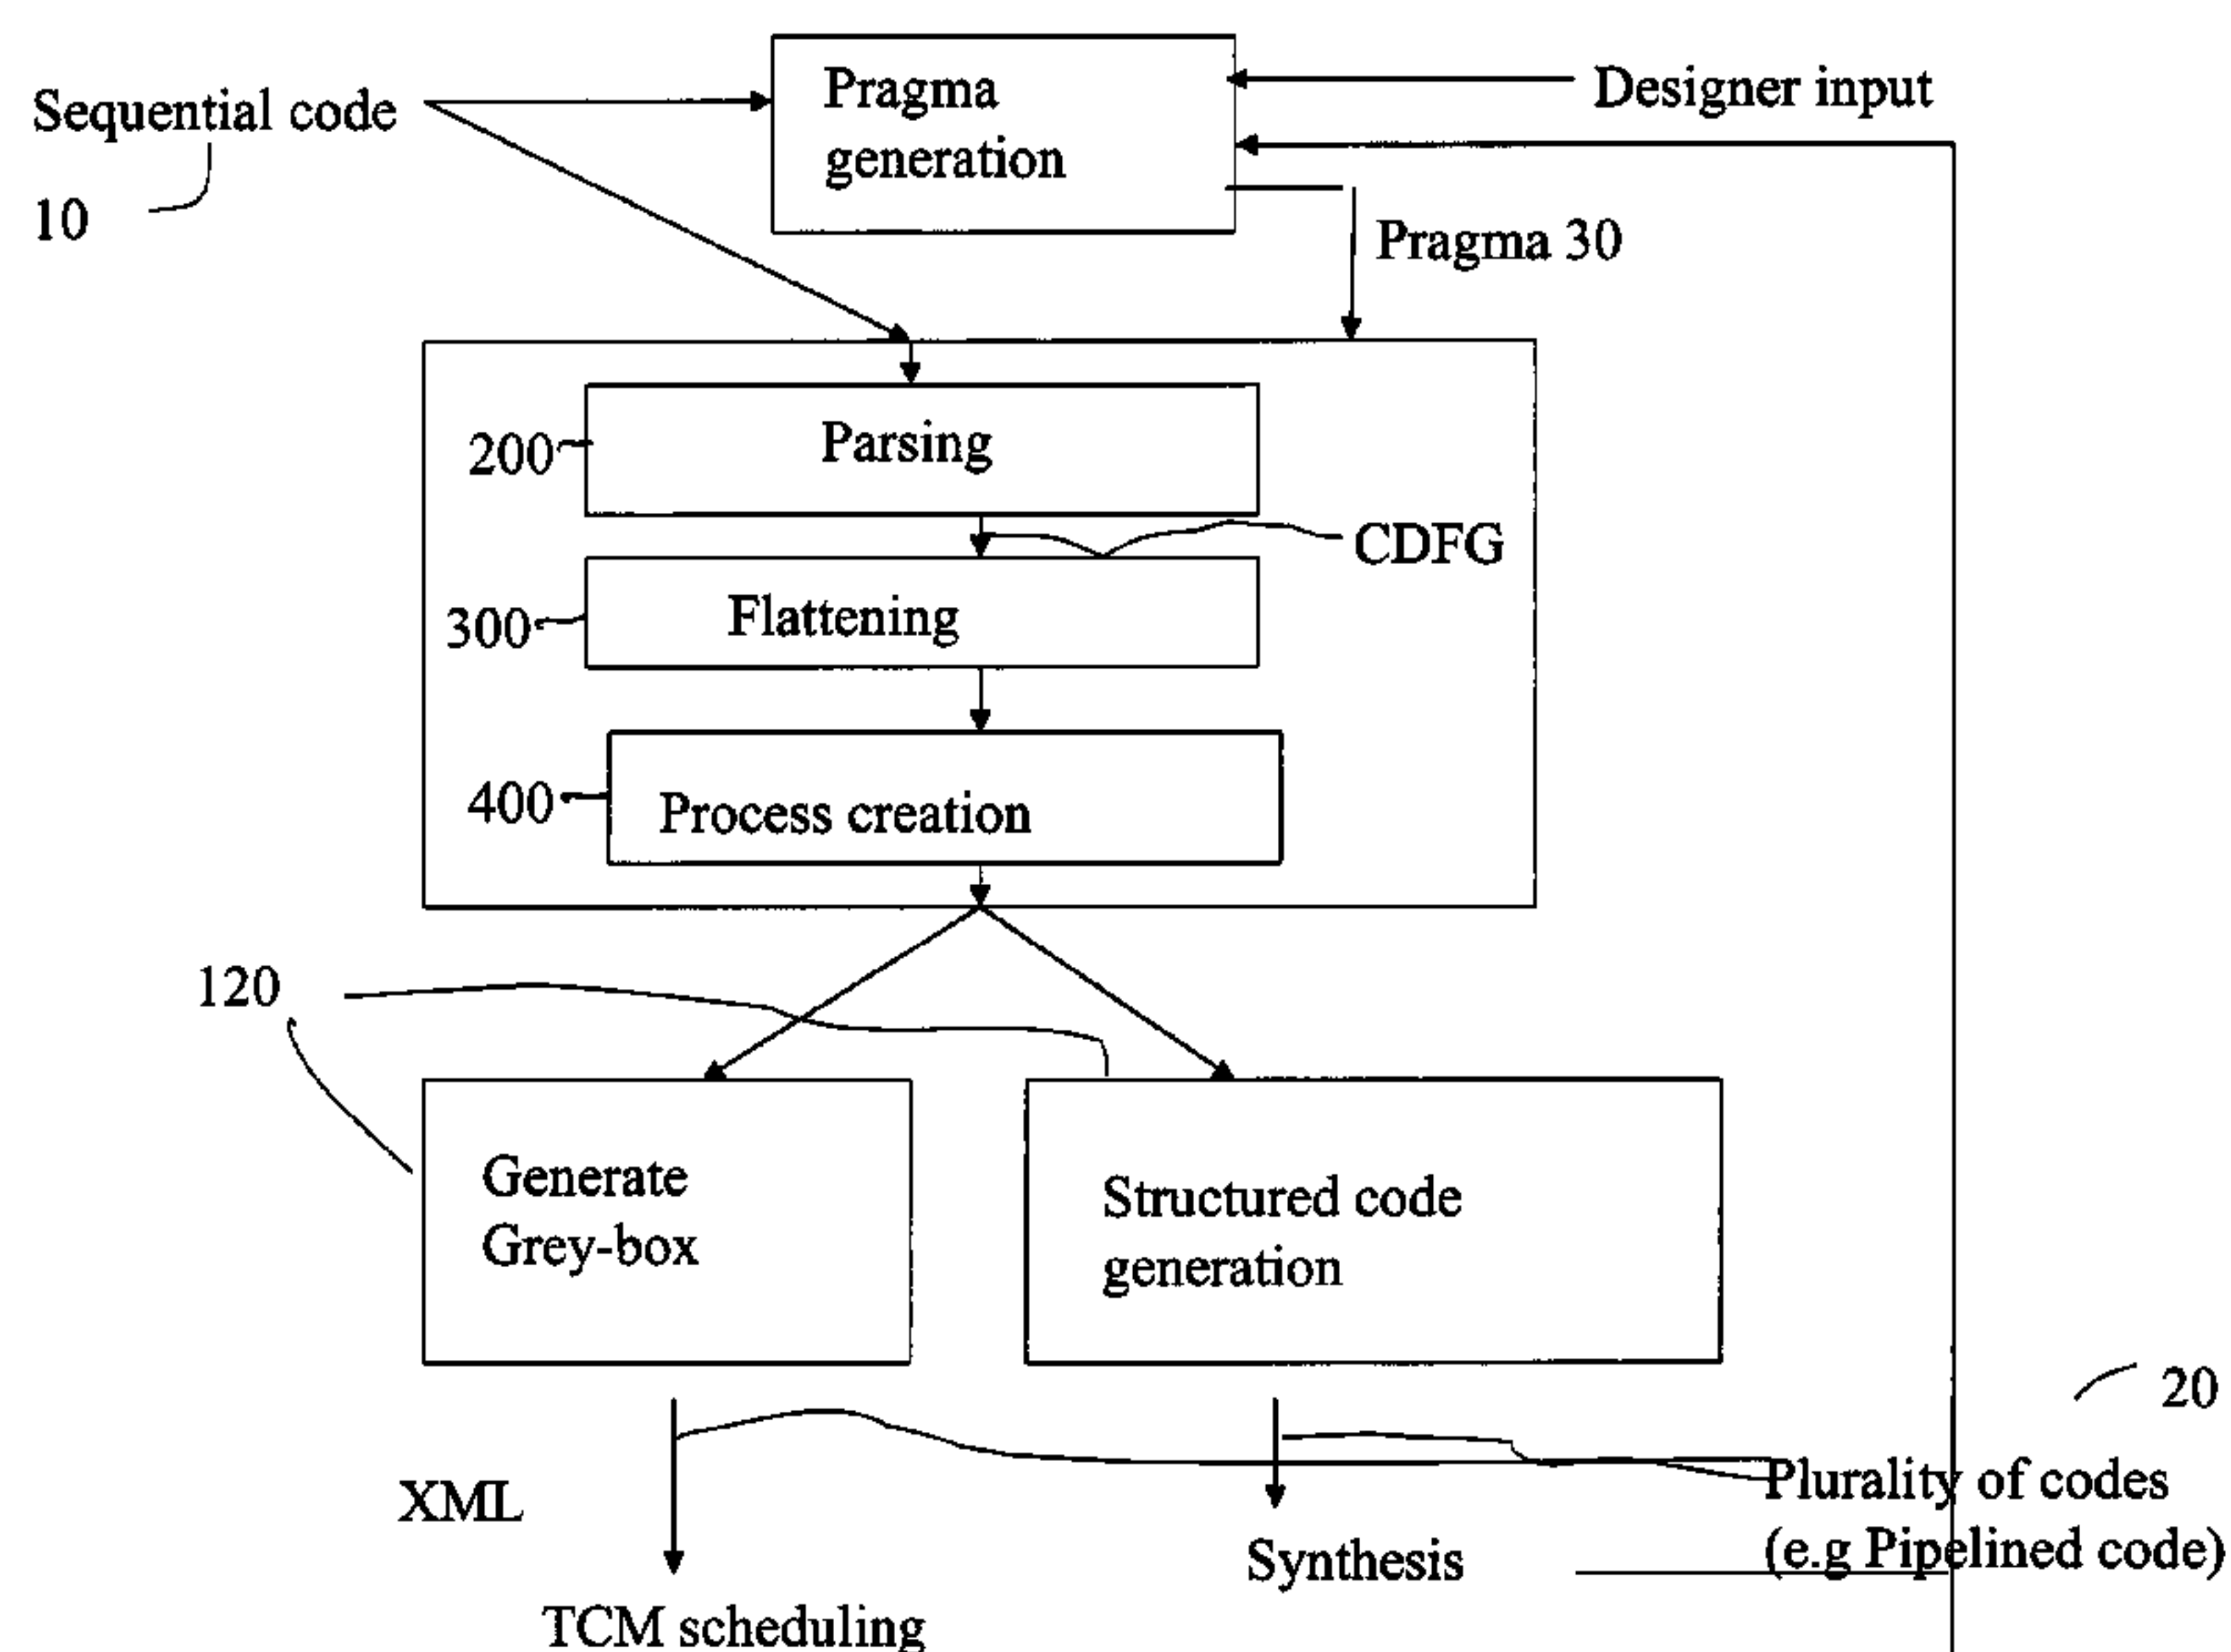 Pragma
generation
Designer input
Sequential code
10
Pragma 30
200
Parsing
CDFG
300
Flattening
400
Process creation
120
Generate
Grey-box
Structured code
generation
20
XML
Plurality of codes
(e.g Pipelined code)
Synthesis
TCM scheduling